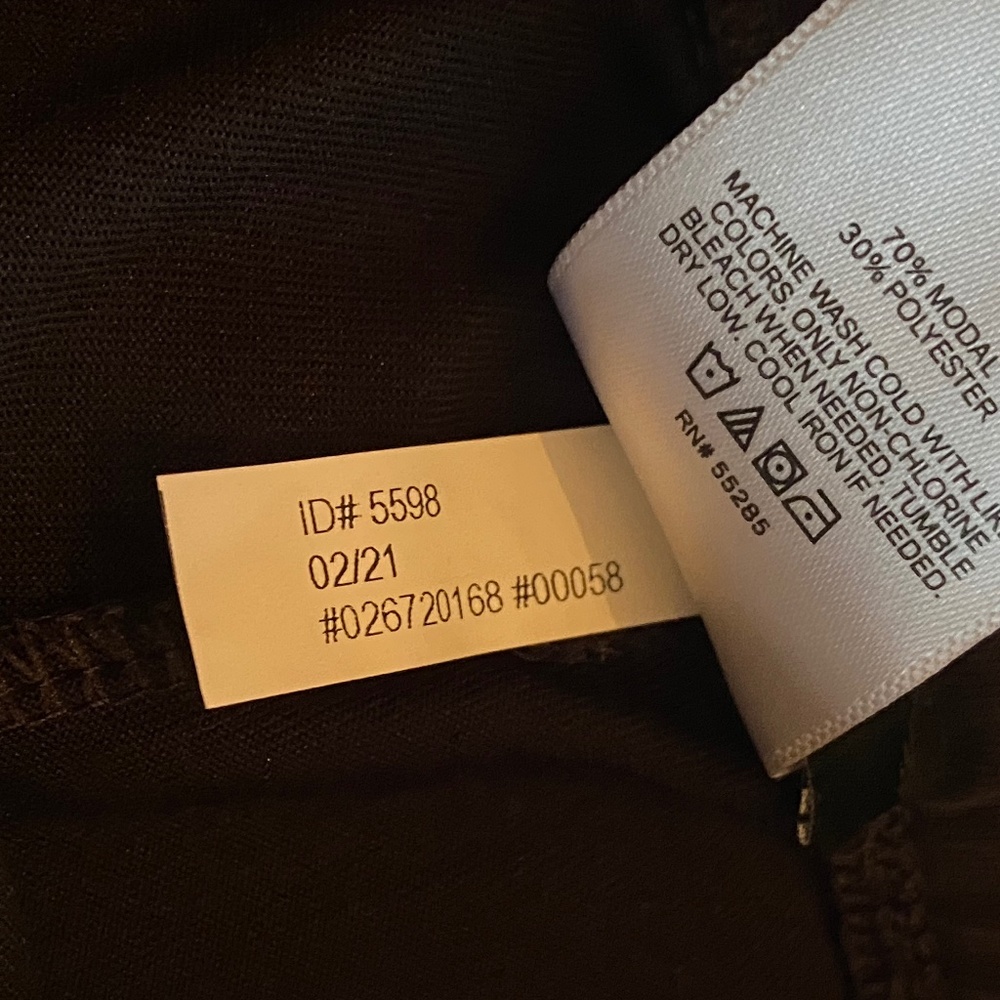 70% MODAL
30% POLYESTER
MACHINE WASH COLD WITH
COLORS. ONLY NON-CHLORINE
BLEACH WHEN NEEDED. TUMBLE
DRY LOW. COOL IRON IF NEEDED.
RN# 55285
ID# 5598
02/21
#026720168 #00058